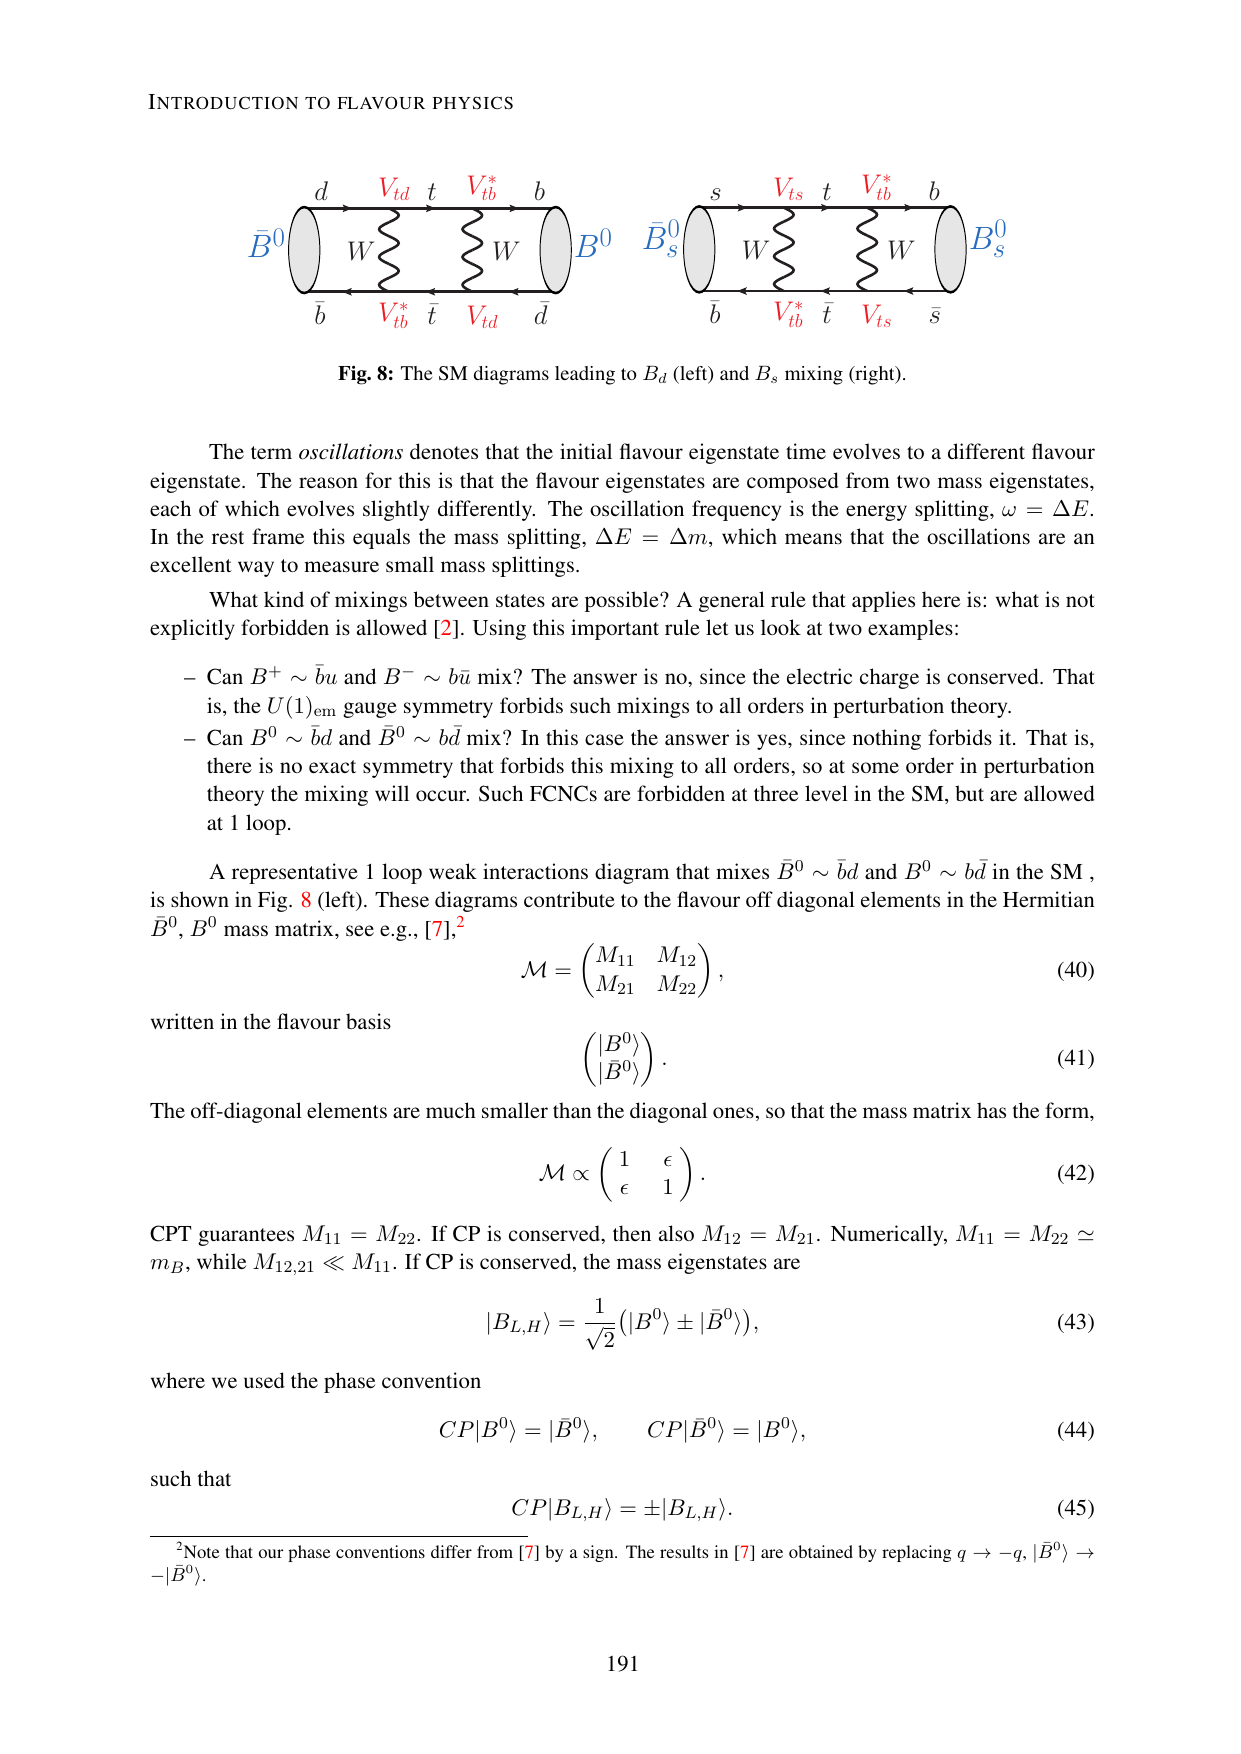 INTRODUCTION TO FLAVOUR PHYSICS
d V_{td} t V_{tb}^* b s V_{ts} t V_{tb}^* b
B̄^0 W W B^0 B̄_s^0 W W B_s^0
b̄ V_{tb}^* t̄ V_{td} d̄ b̄ V_{tb}^* t̄ V_{ts} s̄
Fig. 8: The SM diagrams leading to B_d (left) and B_s mixing (right).
The term oscillations denotes that the initial flavour eigenstate time evolves to a different flavour
eigenstate. The reason for this is that the flavour eigenstates are composed from two mass eigenstates,
each of which evolves slightly differently. The oscillation frequency is the energy splitting, ω = ΔE.
In the rest frame this equals the mass splitting, ΔE = Δm, which means that the oscillations are an
excellent way to measure small mass splittings.
What kind of mixings between states are possible? A general rule that applies here is: what is not
explicitly forbidden is allowed [2]. Using this important rule let us look at two examples:
– Can B^+ ∼ b̄u and B^− ∼ bū mix? The answer is no, since the electric charge is conserved. That
is, the U(1)_{em} gauge symmetry forbids such mixings to all orders in perturbation theory.
– Can B^0 ∼ b̄d and B̄^0 ∼ bd̄ mix? In this case the answer is yes, since nothing forbids it. That is,
there is no exact symmetry that forbids this mixing to all orders, so at some order in perturbation
theory the mixing will occur. Such FCNCs are forbidden at three level in the SM, but are allowed
at 1 loop.
A representative 1 loop weak interactions diagram that mixes B̄^0 ∼ b̄d and B^0 ∼ bd̄ in the SM ,
is shown in Fig. 8 (left). These diagrams contribute to the flavour off diagonal elements in the Hermitian
B̄^0, B^0 mass matrix, see e.g., [7],^2
ℳ = ( M_{11} M_{12} ; M_{21} M_{22} ) , (40)
written in the flavour basis
( |B^0⟩ ; |B̄^0⟩ ) . (41)
The off-diagonal elements are much smaller than the diagonal ones, so that the mass matrix has the form,
ℳ ∝ ( 1 ϵ ; ϵ 1 ) . (42)
CPT guarantees M_{11} = M_{22}. If CP is conserved, then also M_{12} = M_{21}. Numerically, M_{11} = M_{22} ≃
m_B, while M_{12,21} ≪ M_{11}. If CP is conserved, the mass eigenstates are
|B_{L,H}⟩ = 1/√2 (|B^0⟩ ± |B̄^0⟩), (43)
where we used the phase convention
CP|B^0⟩ = |B̄^0⟩, CP|B̄^0⟩ = |B^0⟩, (44)
such that
CP|B_{L,H}⟩ = ±|B_{L,H}⟩. (45)
^2Note that our phase conventions differ from [7] by a sign. The results in [7] are obtained by replacing q → −q, |B̄^0⟩ →
−|B̄^0⟩.
191